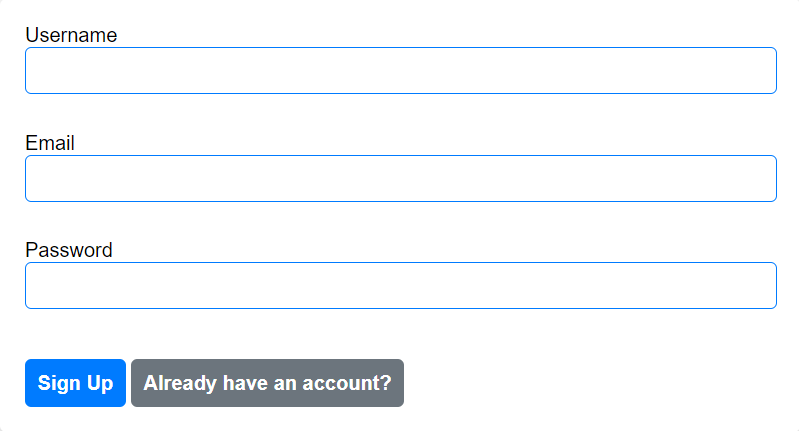 Username
Email
Password
Sign Up Already have an account?